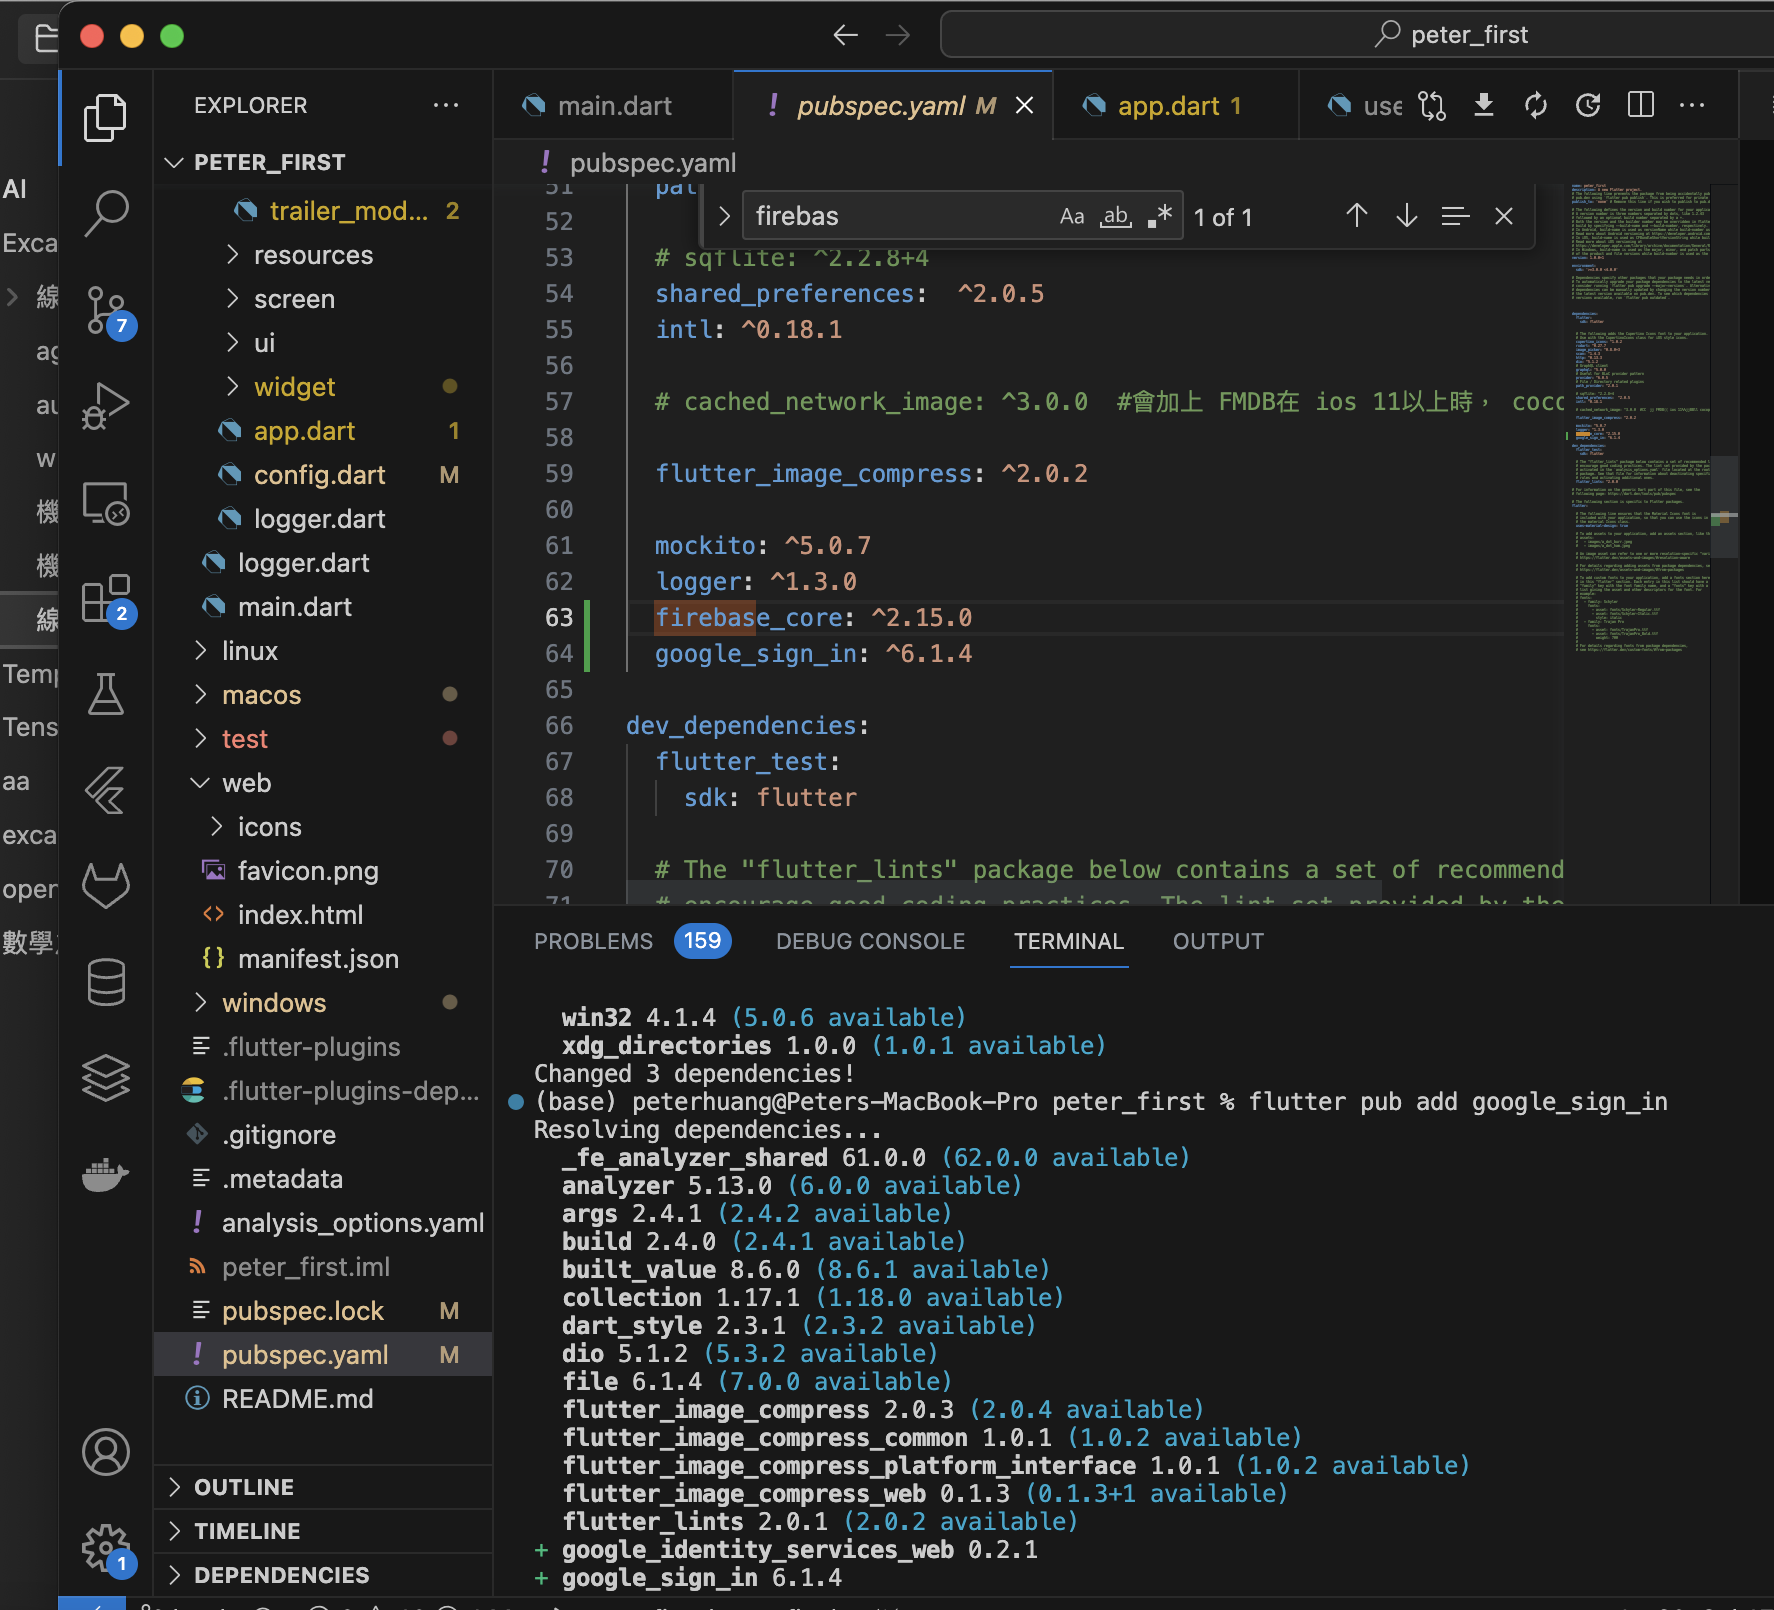 peter_first
EXPLORER
main.dart
pubspec.yaml M
app.dart 1
use
PETER_FIRST
pubspec.yaml
AI
trailer_mod... 2
51
pat
firebas
Aa
ab
1 of 1
52
Exca
resources
53 # sqflite: ^2.2.8+4
線
screen
54 shared_preferences: ^2.0.5
7
55 intl: ^0.18.1
ag
ui
56
widget
57 # cached_network_image: ^3.0.0 #會加上 FMDB在 ios 11以上時, coco
au
app.dart 1
58
w
config.dart M
59 flutter_image_compress: ^2.0.2
機
logger.dart
60
61 mockito: ^5.0.7
機
logger.dart
62 logger: ^1.3.0
2
線
main.dart
63 firebase_core: ^2.15.0
linux
64 google_sign_in: ^6.1.4
Temp
macos
65
Tens
test
66 dev_dependencies:
67 flutter_test:
aa
web
68 sdk: flutter
exca
icons
69
favicon.png
70 # The "flutter_lints" package below contains a set of recommend
open
index.html
71 # encourage good coding practices. The lint set provided by the
數學
manifest.json
PROBLEMS 159 DEBUG CONSOLE TERMINAL OUTPUT
windows
win32 4.1.4 (5.0.6 available)
.flutter-plugins
xdg_directories 1.0.0 (1.0.1 available)
.flutter-plugins-dep...
Changed 3 dependencies!
(base) peterhuang@Peters-MacBook-Pro peter_first % flutter pub add google_sign_in
.gitignore
Resolving dependencies...
.metadata
_fe_analyzer_shared 61.0.0 (62.0.0 available)
analyzer 5.13.0 (6.0.0 available)
analysis_options.yaml
args 2.4.1 (2.4.2 available)
build 2.4.0 (2.4.1 available)
peter_first.iml
built_value 8.6.0 (8.6.1 available)
pubspec.lock M
collection 1.17.1 (1.18.0 available)
dart_style 2.3.1 (2.3.2 available)
pubspec.yaml M
dio 5.1.2 (5.3.2 available)
file 6.1.4 (7.0.0 available)
README.md
flutter_image_compress 2.0.3 (2.0.4 available)
flutter_image_compress_common 1.0.1 (1.0.2 available)
flutter_image_compress_platform_interface 1.0.1 (1.0.2 available)
OUTLINE
flutter_image_compress_web 0.1.3 (0.1.3+1 available)
flutter_lints 2.0.1 (2.0.2 available)
TIMELINE
+ google_identity_services_web 0.2.1
1
DEPENDENCIES
+ google_sign_in 6.1.4